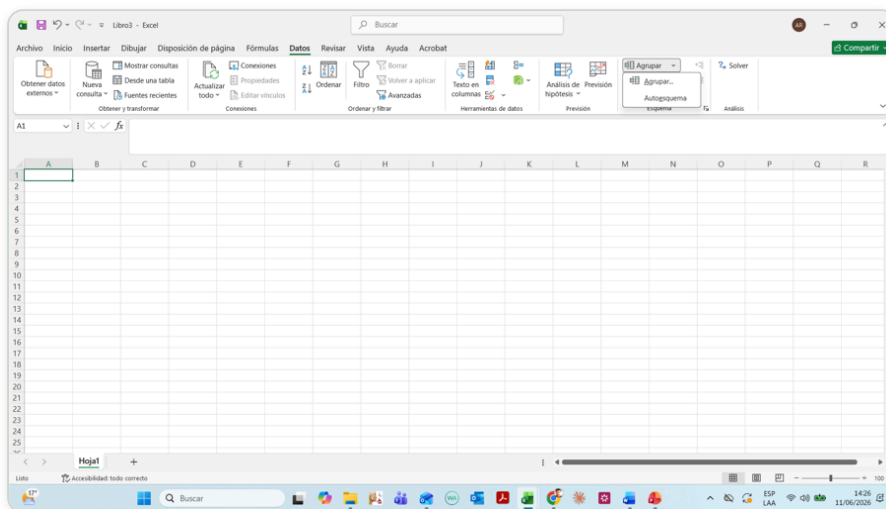 Libro3 - Excel
Buscar
AR
Archivo Inicio Insertar Dibujar Disposición de página Fórmulas Datos Revisar Vista Ayuda Acrobat
Compartir
Obtener datos externos
Nueva consulta
Mostrar consultas
Desde una tabla
Fuentes recientes
Obtener y transformar
Actualizar todo
Conexiones
Propiedades
Editar vínculos
Conexiones
Ordenar
Filtro
Borrar
Volver a aplicar
Avanzadas
Ordenar y filtrar
Texto en columnas
Herramientas de datos
Análisis de hipótesis
Previsión
Previsión
Agrupar
Agrupar...
Autoesquema
Esquema
Solver
Análisis
A1
fx
A B C D E F G H I J K L M N O P Q R
1
2
3
4
5
6
7
8
9
10
11
12
13
14
15
16
17
18
19
20
21
22
23
24
25
Hoja1
Listo
Accesibilidad: todo correcto
100
17°
Buscar
ESP
LAA
14:26
11/06/2026